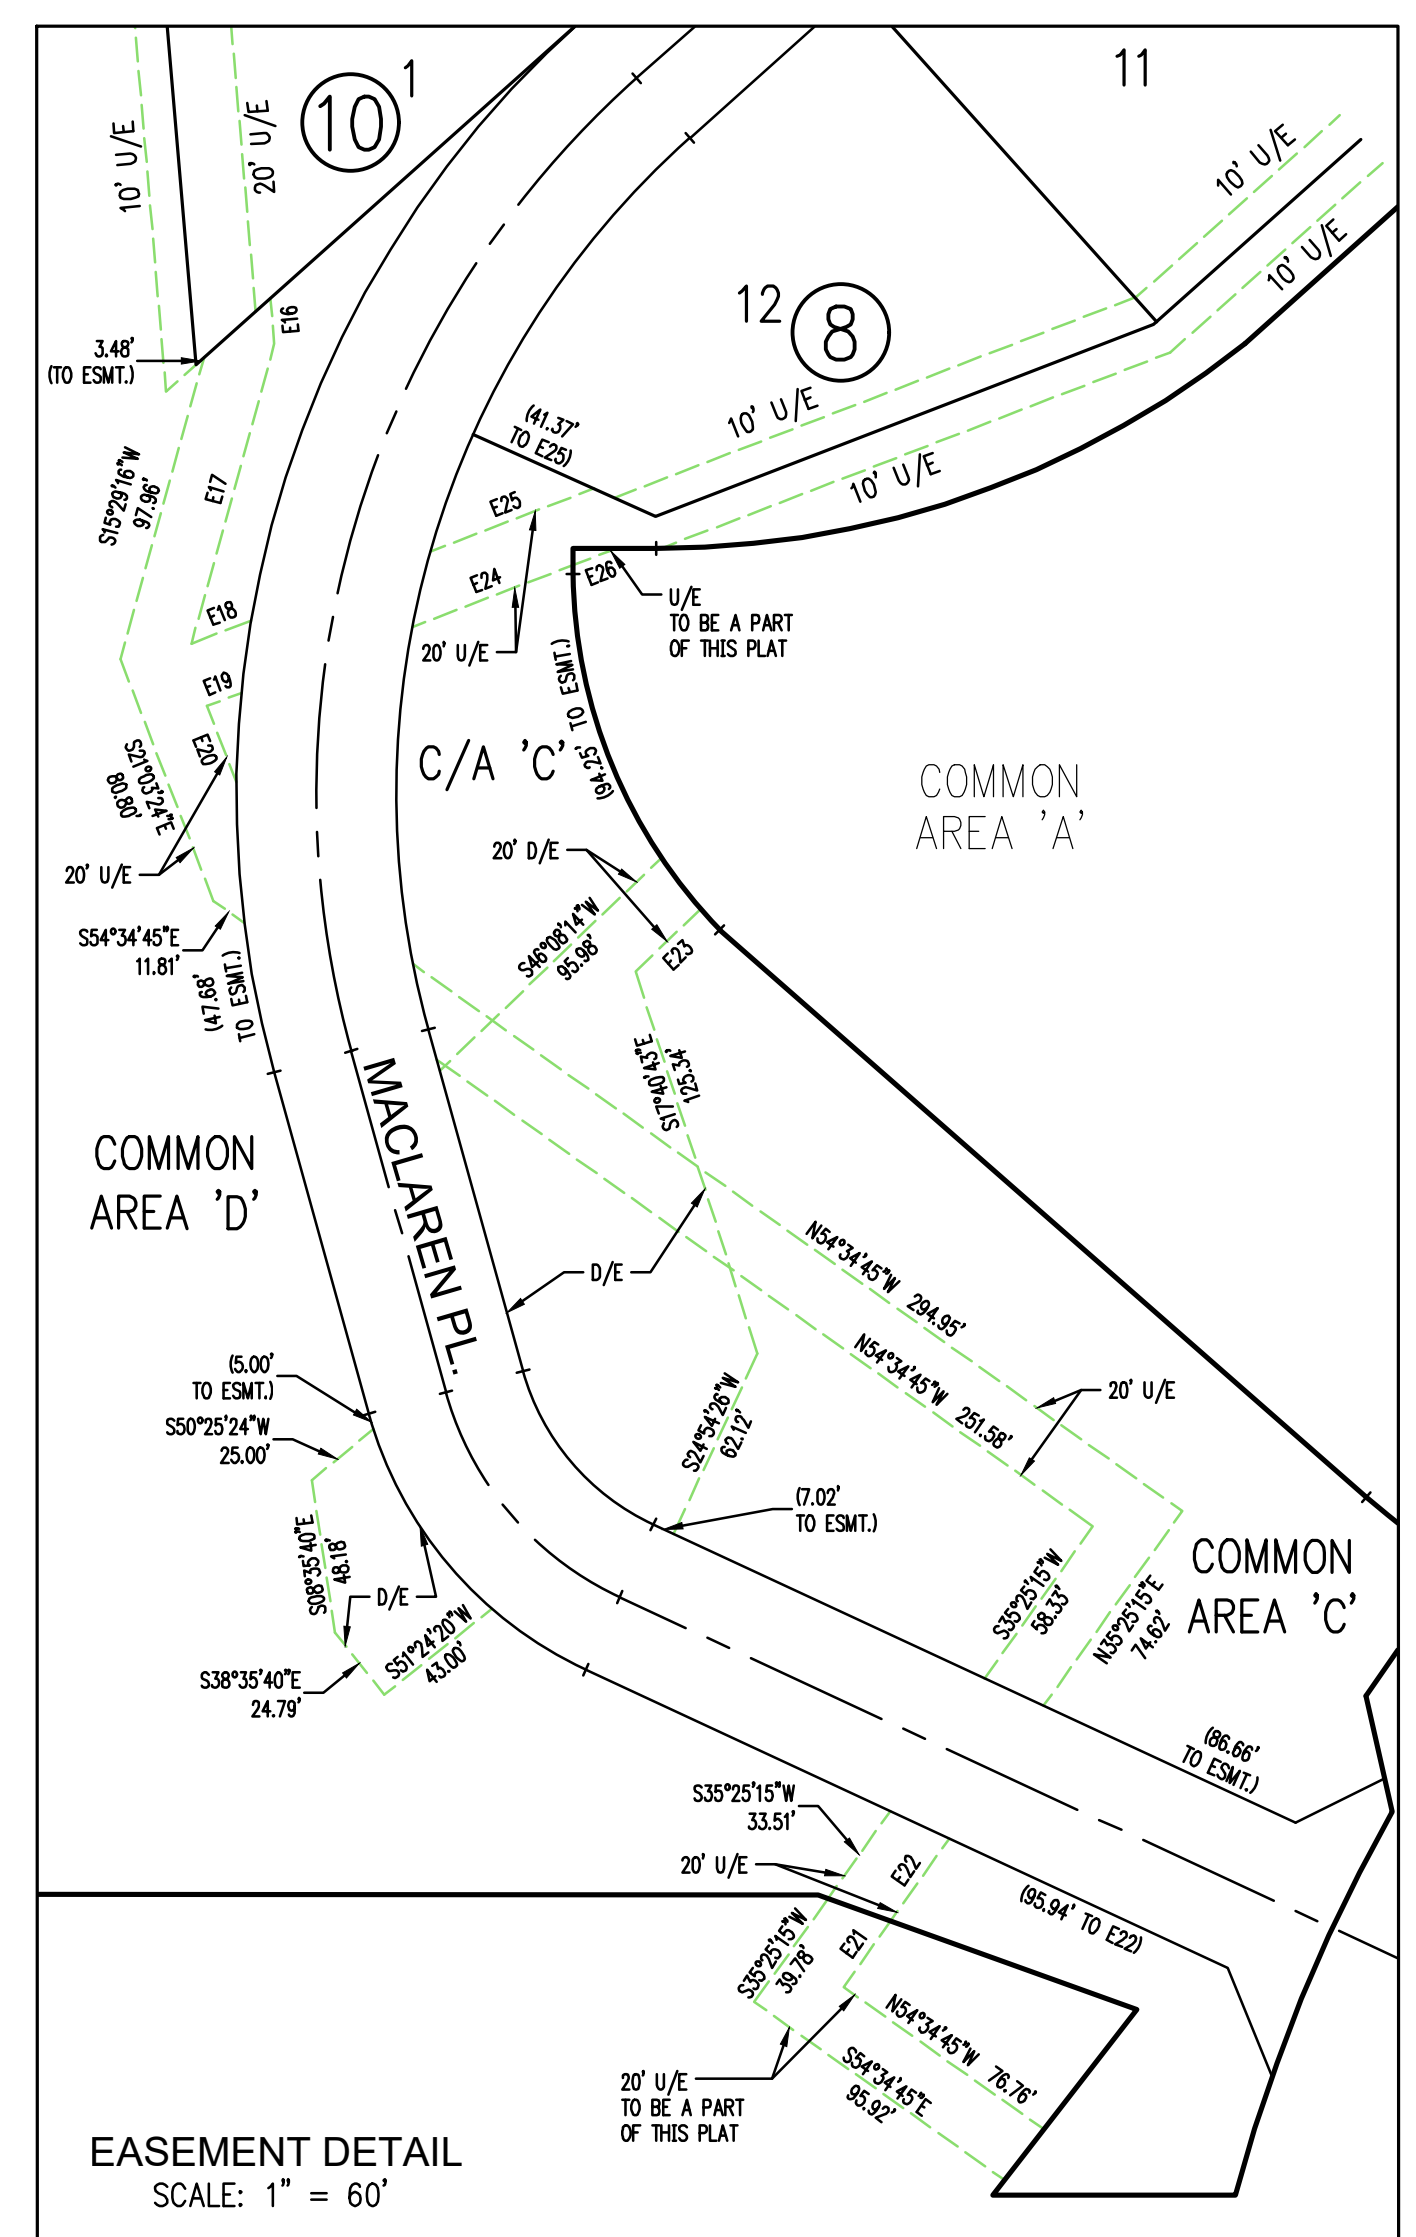 1
10
11
10' U/E
20' U/E
10' U/E
10' U/E
E16
12
8
3.48'
(TO ESMT.)
(41.37'
TO E25)
10' U/E
10' U/E
S15°29'16"W
97.96'
E17
E25
E24
E26
U/E
TO BE A PART
OF THIS PLAT
E18
20' U/E
(94.25' TO ESMT.)
E19
E20
C/A 'C'
COMMON
AREA 'A'
S21°03'24"E
80.80'
20' U/E
20' D/E
S54°34'45"E
11.81'
S46°08'14"W
95.98'
E23
(47.68'
TO ESMT.)
S17°40'43"E
125.34'
MACLAREN PL.
COMMON
AREA 'D'
D/E
N54°34'45"W 294.95'
N54°34'45"W 251.58'
20' U/E
(5.00'
TO ESMT.)
S50°25'24"W
25.00'
S24°54'26"W
62.12'
(7.02'
TO ESMT.)
S08°35'40"E
48.18'
D/E
COMMON
AREA 'C'
S35°25'15"W
58.33'
N35°25'15"E
74.62'
S51°24'20"W
43.00'
S38°35'40"E
24.79'
(86.66'
TO ESMT.)
S35°25'15"W
33.51'
20' U/E
E22
(95.94' TO E22)
E21
S35°25'15"W
39.78'
N54°34'45"W 76.76'
S54°34'45"E
95.92'
20' U/E
TO BE A PART
OF THIS PLAT
EASEMENT DETAIL
SCALE: 1" = 60'